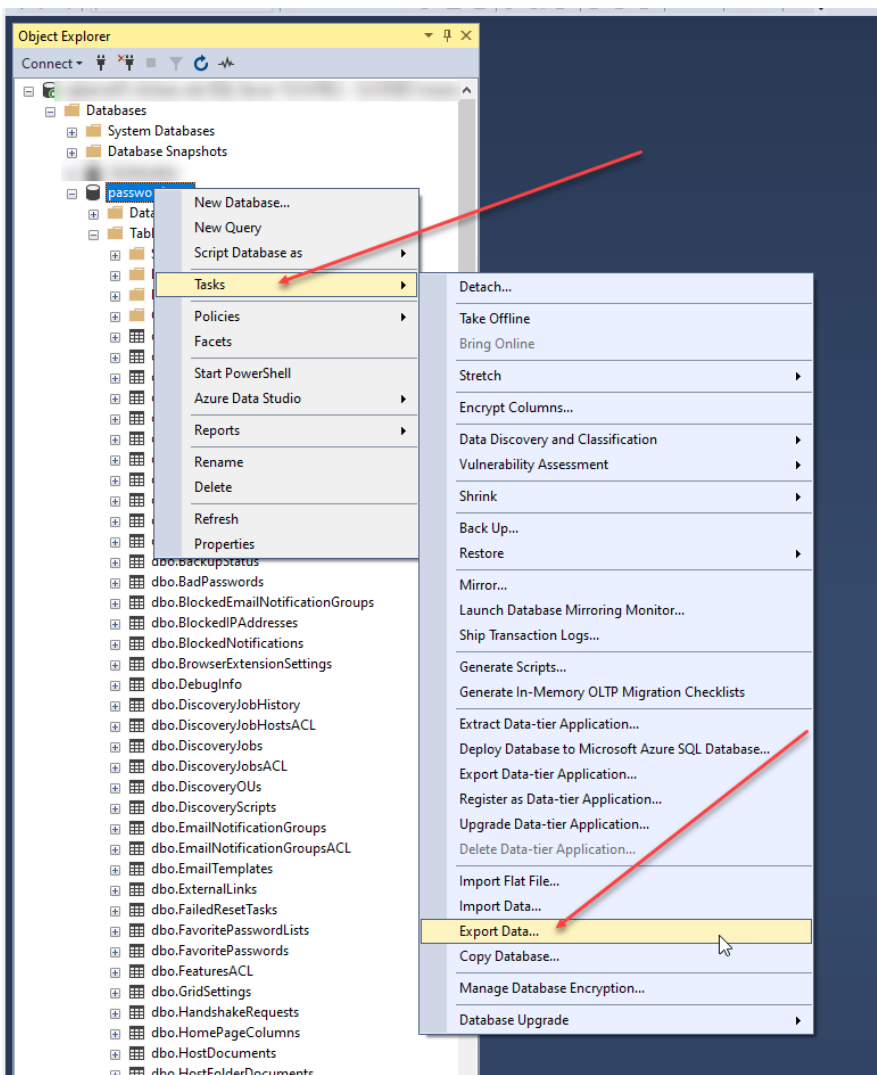 Object Explorer
Connect
Databases
System Databases
Database Snapshots
New Database...
New Query
Script Database as
Tasks
Policies
Facets
Start PowerShell
Azure Data Studio
Reports
Rename
Delete
Refresh
Properties
Detach...
Take Offline
Bring Online
Stretch
Encrypt Columns...
Data Discovery and Classification
Vulnerability Assessment
Shrink
Back Up...
Restore
Mirror...
Launch Database Mirroring Monitor...
Ship Transaction Logs...
Generate Scripts...
Generate In-Memory OLTP Migration Checklists
Extract Data-tier Application...
Deploy Database to Microsoft Azure SQL Database...
Export Data-tier Application...
Register as Data-tier Application...
Upgrade Data-tier Application...
Delete Data-tier Application...
Import Flat File...
Import Data...
Export Data...
Copy Database...
Manage Database Encryption...
Database Upgrade
dbo.BackupStatus
dbo.BadPasswords
dbo.BlockedEmailNotificationGroups
dbo.BlockedIPAddresses
dbo.BlockedNotifications
dbo.BrowserExtensionSettings
dbo.DebugInfo
dbo.DiscoveryJobHistory
dbo.DiscoveryJobHostsACL
dbo.DiscoveryJobs
dbo.DiscoveryJobsACL
dbo.DiscoveryOUs
dbo.DiscoveryScripts
dbo.EmailNotificationGroups
dbo.EmailNotificationGroupsACL
dbo.EmailTemplates
dbo.ExternalLinks
dbo.FailedResetTasks
dbo.FavoritePasswordLists
dbo.FavoritePasswords
dbo.FeaturesACL
dbo.GridSettings
dbo.HandshakeRequests
dbo.HomePageColumns
dbo.HostDocuments
dbo.HostFolderDocuments